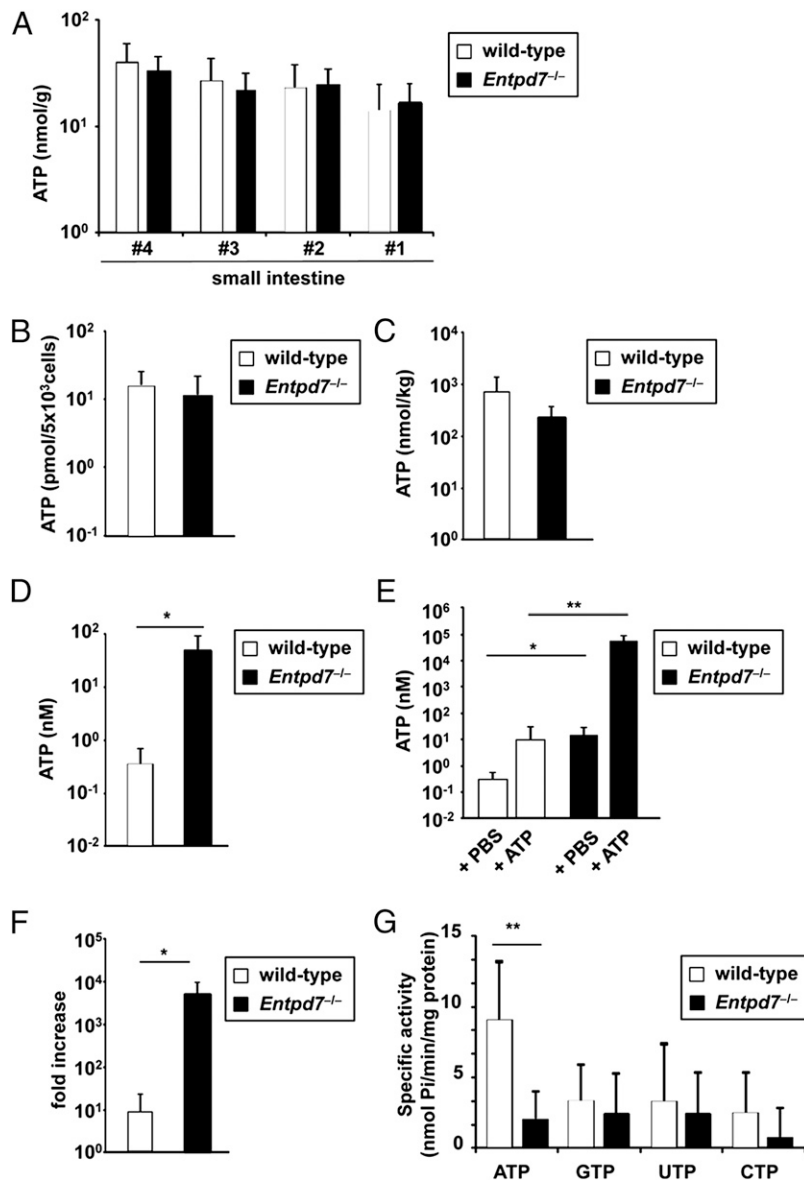 A
ATP (nmol/g)
10²
10¹
10⁰
wild-type
Entpd7⁻/⁻
#4 #3 #2 #1
small intestine
B
ATP (pmol/5x10³cells)
10²
10¹
10⁰
10⁻¹
wild-type
Entpd7⁻/⁻
C
ATP (nmol/kg)
10⁴
10³
10²
10¹
10⁰
wild-type
Entpd7⁻/⁻
D
ATP (nM)
10²
10¹
10⁰
10⁻¹
10⁻²
*
wild-type
Entpd7⁻/⁻
E
ATP (nM)
10⁶
10⁵
10⁴
10³
10²
10¹
10⁰
10⁻¹
10⁻²
*
**
wild-type
Entpd7⁻/⁻
+ PBS
+ ATP
+ PBS
+ ATP
F
fold increase
10⁵
10⁴
10³
10²
10¹
10⁰
*
wild-type
Entpd7⁻/⁻
G
Specific activity
(nmol Pi/min/mg protein)
15
10
5
0
**
wild-type
Entpd7⁻/⁻
ATP GTP UTP CTP